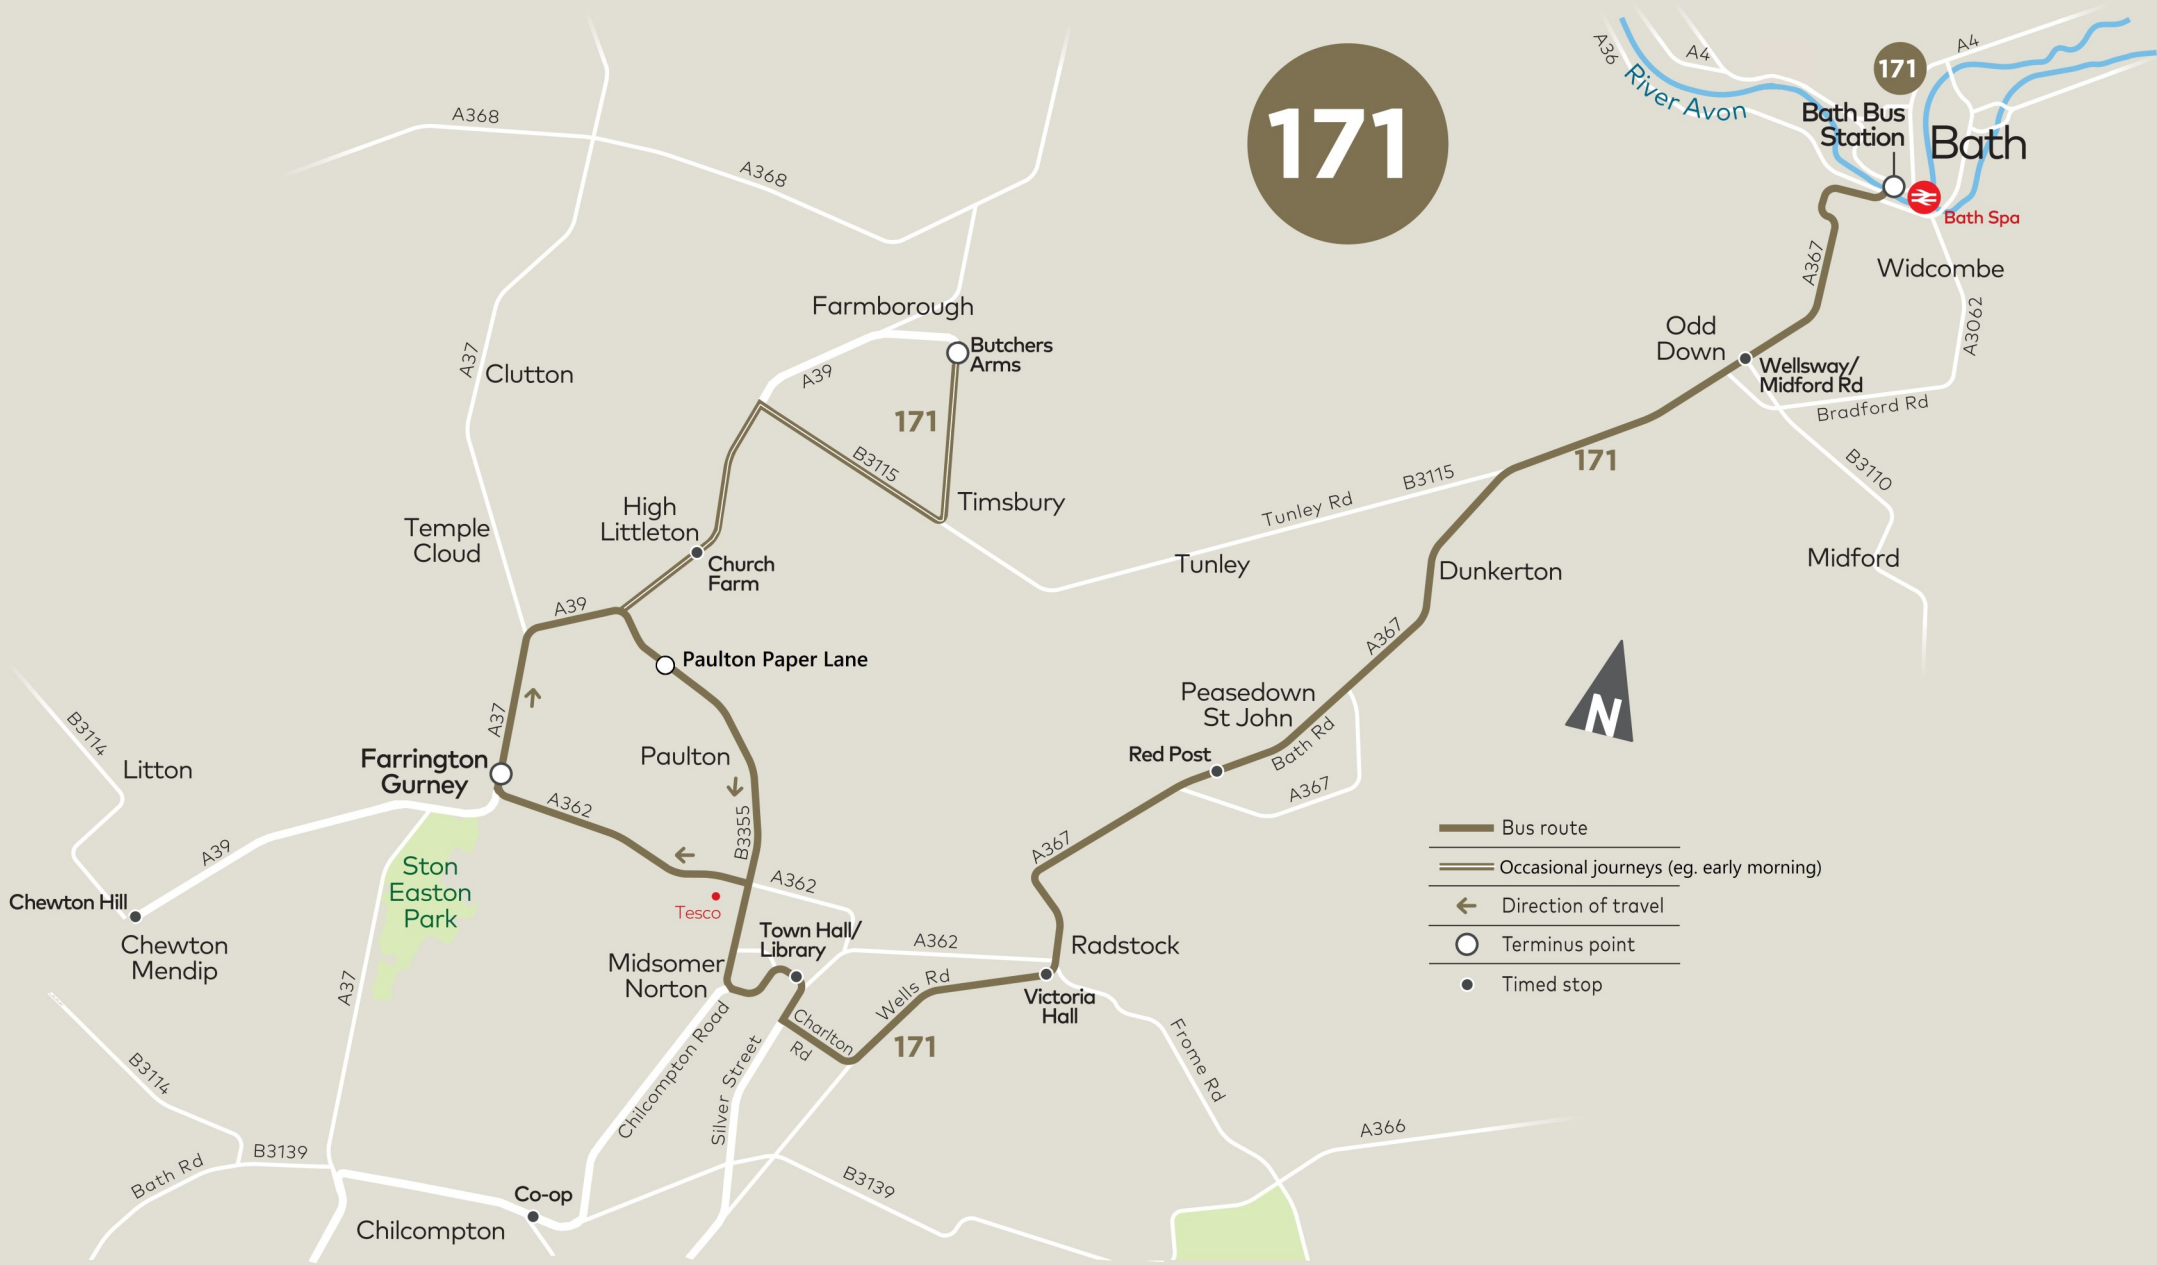 171
A36
A4
River Avon
171
A4
Bath Bus
Station
Bath
Bath Spa
A367
Widcombe
A3062
Odd
Down
Wellsway/
Midford Rd
Bradford Rd
B3110
Midford
A368
A368
Farmborough
Butchers
Arms
A39
171
A37
Clutton
B3115
Timsbury
High
Littleton
Church
Farm
Temple
Cloud
171
B3115
Tunley Rd
Tunley
Dunkerton
A367
A39
Paulton Paper Lane
A37
Paulton
B3355
Farrington
Gurney
A362
B3114
Litton
A39
Ston
Easton
Park
Chewton Hill
Chewton
Mendip
A37
Tesco
A362
Town Hall/
Library
Midsomer
Norton
A362
Peasedown
St John
Red Post
Bath Rd
A367
A367
Radstock
Wells Rd
Victoria
Hall
Charlton
Rd
171
Chilcompton Road
Silver Street
Frome Rd
A366
B3114
B3139
Bath Rd
Co-op
Chilcompton
B3139
N
Bus route
Occasional journeys (eg. early morning)
Direction of travel
Terminus point
Timed stop